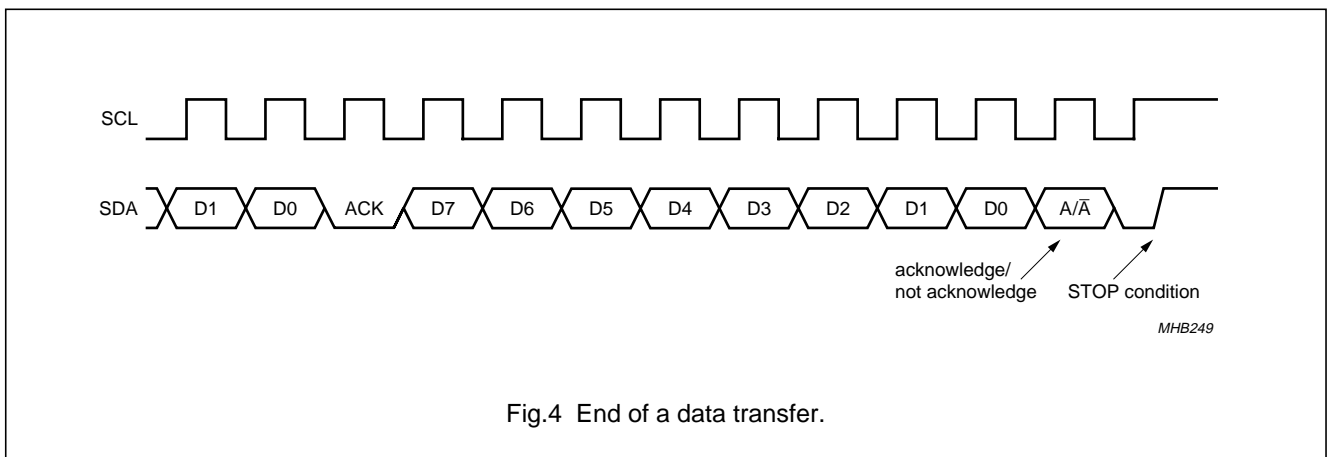 SCL
SDA D1 D0 ACK D7 D6 D5 D4 D3 D2 D1 D0 A/A̅
acknowledge/
not acknowledge STOP condition
MHB249
Fig.4 End of a data transfer.